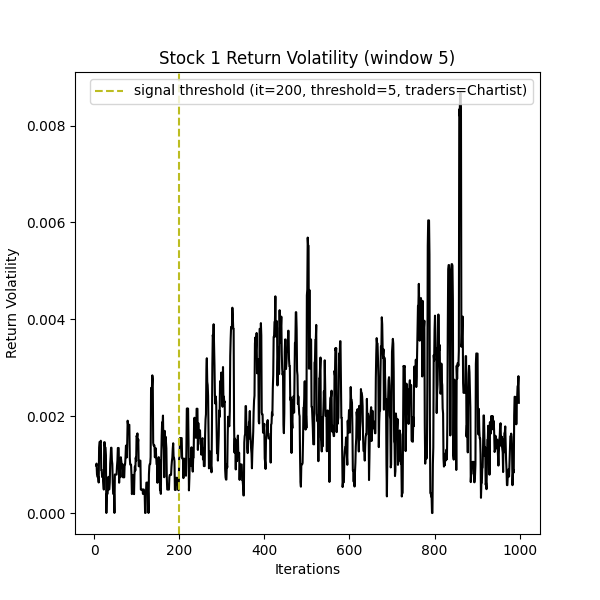 Stock 1 Return Volatility (window 5)
signal threshold (it=200, threshold=5, traders=Chartist)
0.008
0.006
0.004
0.002
0.000
Return Volatility
0 200 400 600 800 1000
Iterations